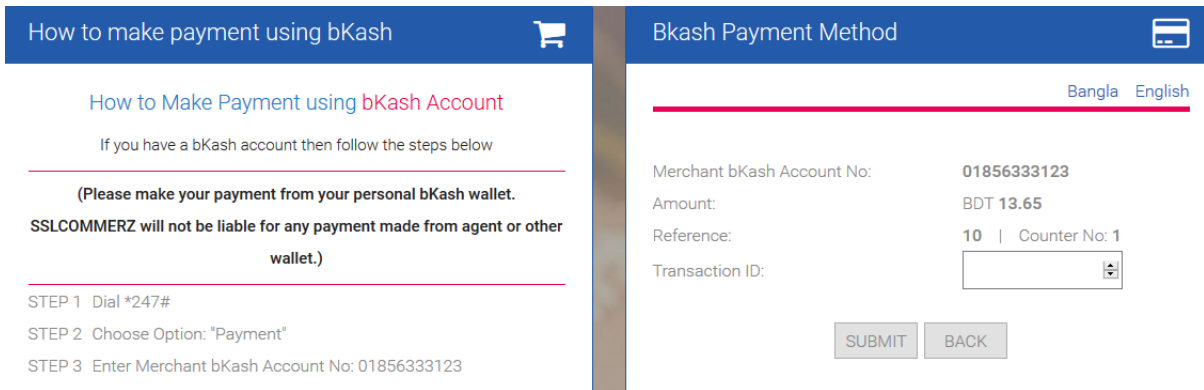 How to make payment using bKash
How to Make Payment using bKash Account
If you have a bKash account then follow the steps below
(Please make your payment from your personal bKash wallet.
SSLCOMMERZ will not be liable for any payment made from agent or other
wallet.)
STEP 1 Dial *247#
STEP 2 Choose Option: "Payment"
STEP 3 Enter Merchant bKash Account No: 01856333123
Bkash Payment Method
Bangla English
Merchant bKash Account No: 01856333123
Amount: BDT 13.65
Reference: 10 | Counter No: 1
Transaction ID:
SUBMIT BACK